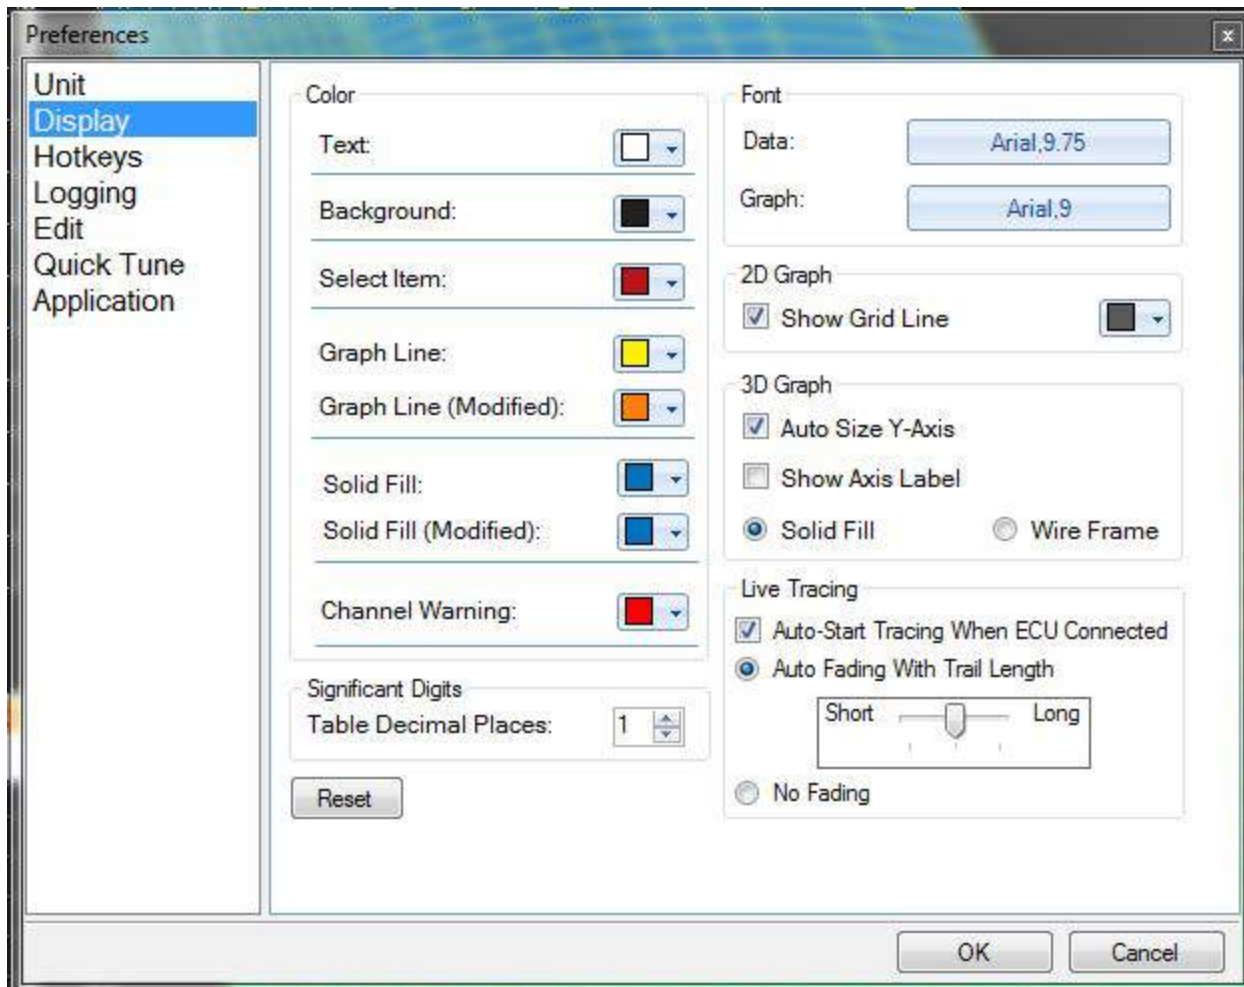 Preferences
x
Unit
Display
Hotkeys
Logging
Edit
Quick Tune
Application
Color
Text:
Background:
Select Item:
Graph Line:
Graph Line (Modified):
Solid Fill:
Solid Fill (Modified):
Channel Warning:
Significant Digits
Table Decimal Places: 1
Reset
Font
Data: Arial,9.75
Graph: Arial,9
2D Graph
Show Grid Line
3D Graph
Auto Size Y-Axis
Show Axis Label
Solid Fill Wire Frame
Live Tracing
Auto-Start Tracing When ECU Connected
Auto Fading With Trail Length
Short Long
No Fading
OK Cancel